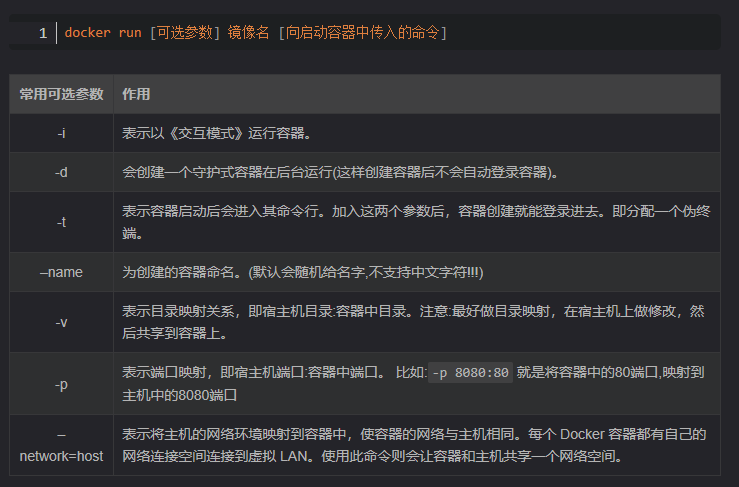 1 docker run [可选参数] 镜像名 [向启动容器中传入的命令]
常用可选参数 作用
-i 表示以《交互模式》运行容器。
-d 会创建一个守护式容器在后台运行(这样创建容器后不会自动登录容器)。
-t 表示容器启动后会进入其命令行。加入这两个参数后，容器创建就能登录进去。即分配一个伪终
端。
–name 为创建的容器命名。(默认会随机给名字,不支持中文字符!!!)
-v 表示目录映射关系，即宿主机目录:容器中目录。注意:最好做目录映射，在宿主机上做修改，然
后共享到容器上。
-p 表示端口映射，即宿主机端口:容器中端口。 比如:-p 8080:80 就是将容器中的80端口,映射到
主机中的8080端口
–
network=host
表示将主机的网络环境映射到容器中，使容器的网络与主机相同。每个 Docker 容器都有自己的
网络连接空间连接到虚拟 LAN。使用此命令则会让容器和主机共享一个网络空间。